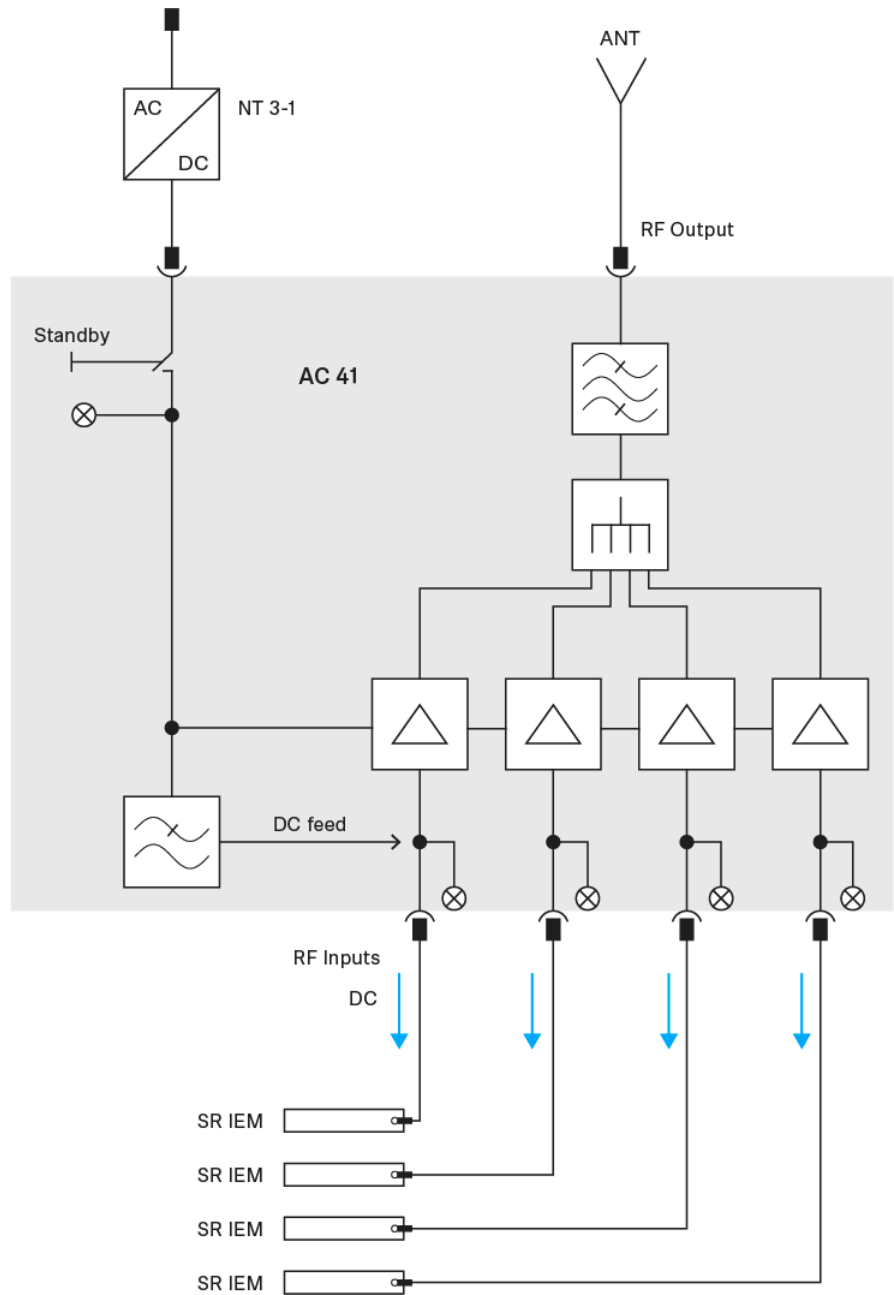 ANT
AC
NT 3-1
DC
RF Output
Standby
AC 41
DC feed
RF Inputs
DC
SR IEM
SR IEM
SR IEM
SR IEM